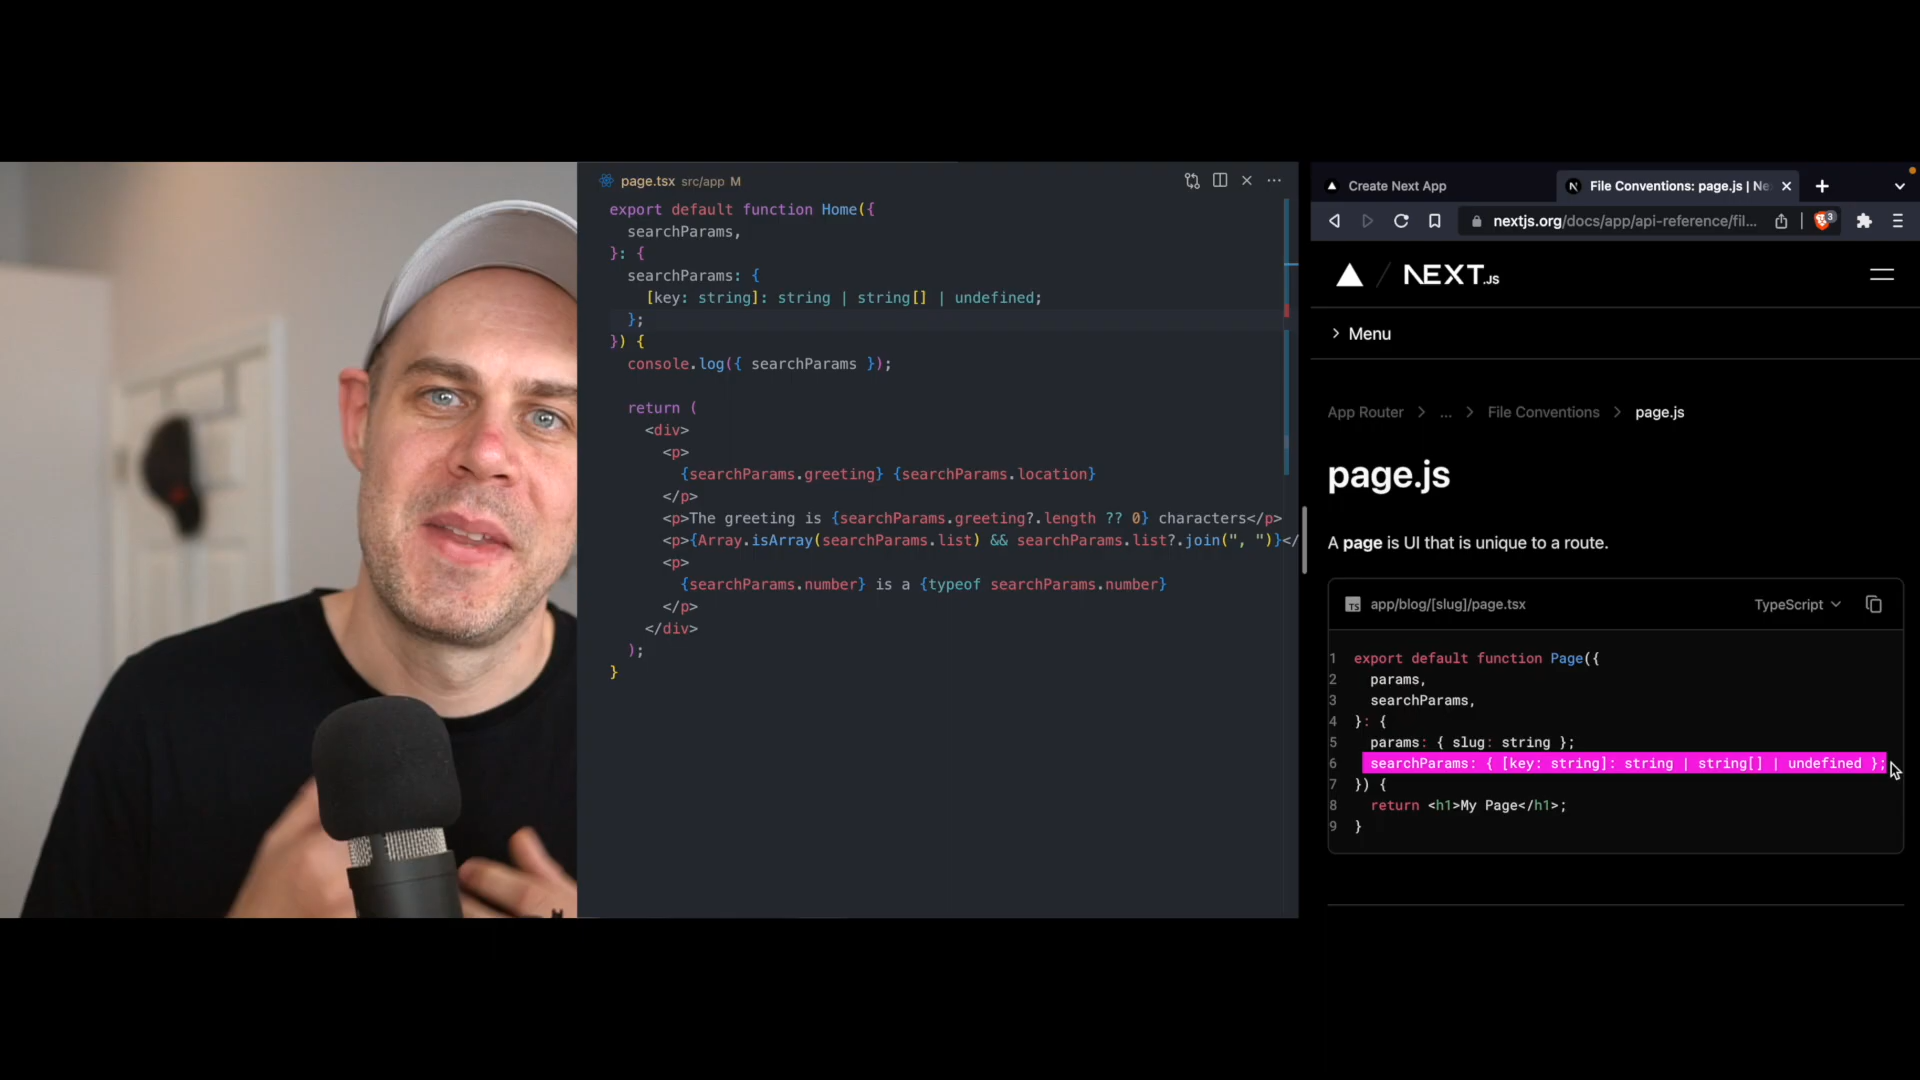 page.tsx src/app M
export default function Home({
searchParams,
}: {
searchParams: {
[key: string]: string | string[] | undefined;
};
}) {
console.log({ searchParams });
return (
<div>
<p>
{searchParams.greeting} {searchParams.location}
</p>
<p>The greeting is {searchParams.greeting?.length ?? 0} characters</p>
<p>{Array.isArray(searchParams.list) && searchParams.list?.join(", ")}</
<p>
{searchParams.number} is a {typeof searchParams.number}
</p>
</div>
);
}
Create Next App
File Conventions: page.js | Ne
nextjs.org/docs/app/api-reference/fil...
3
NEXT.JS
Menu
App Router > ... > File Conventions > page.js
page.js
A page is UI that is unique to a route.
TS app/blog/[slug]/page.tsx TypeScript
1 export default function Page({
2 params,
3 searchParams,
4 }: {
5 params: { slug: string };
6 searchParams: { [key: string]: string | string[] | undefined };
7 }) {
8 return <h1>My Page</h1>;
9 }